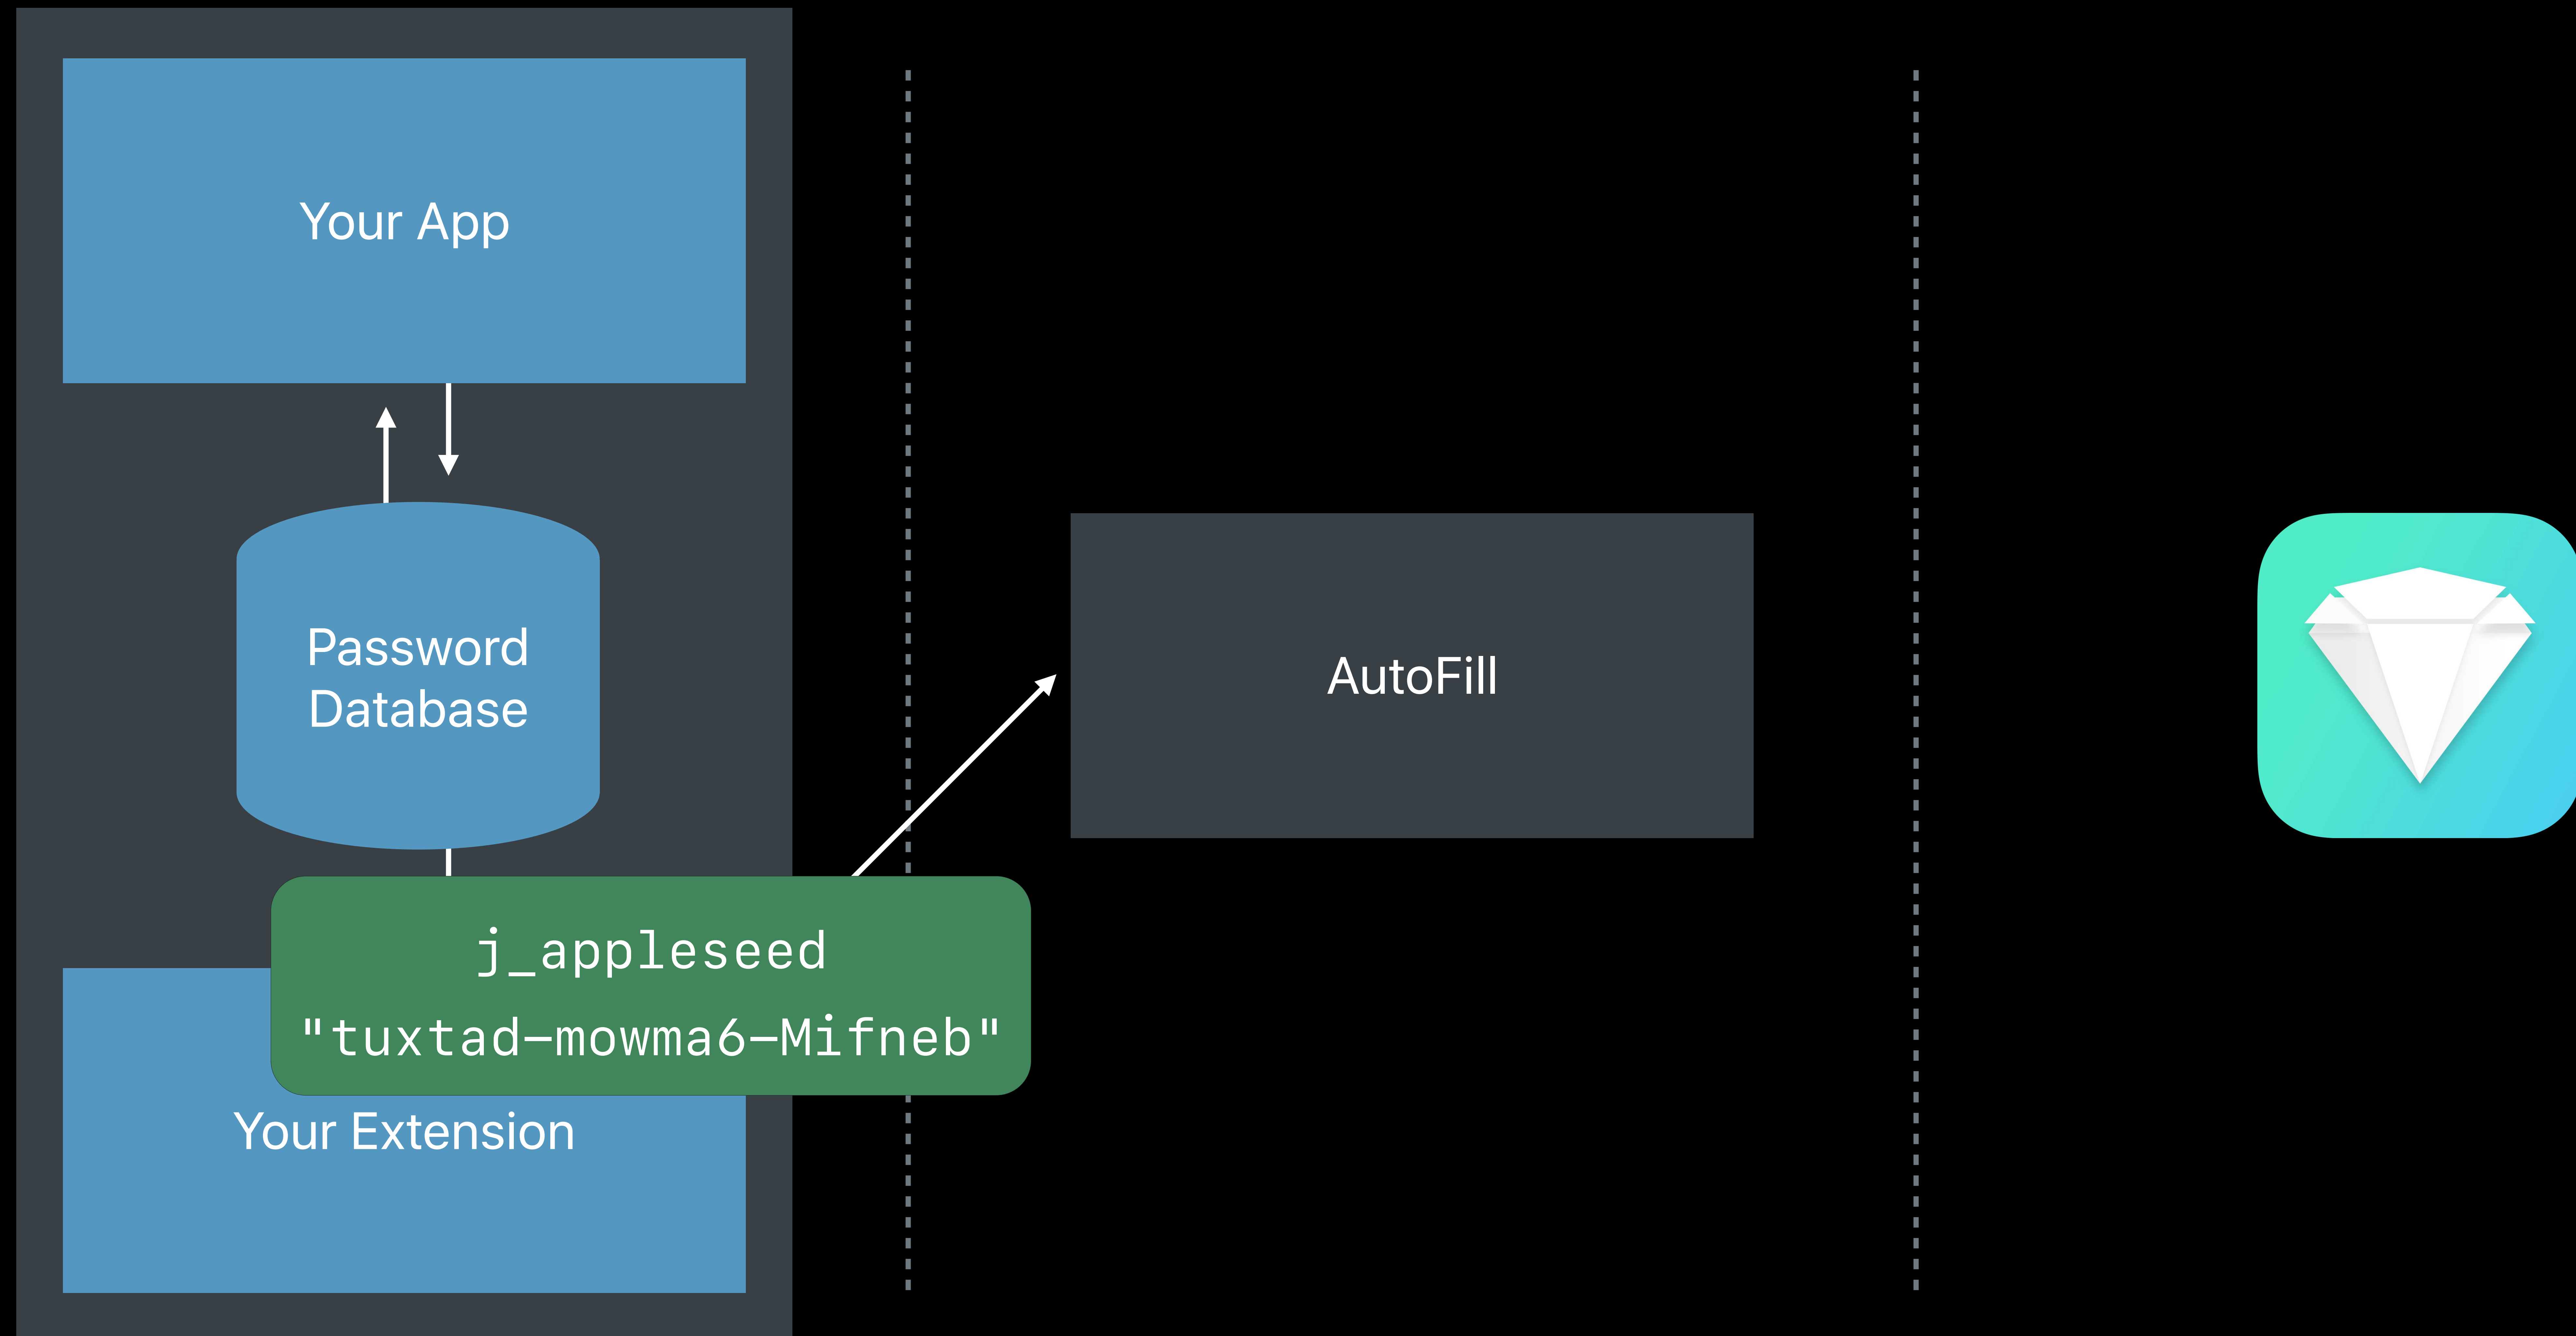 Your App
Password
Database
AutoFill
j_appleseed
"tuxtad-mowma6-Mifneb"
Your Extension